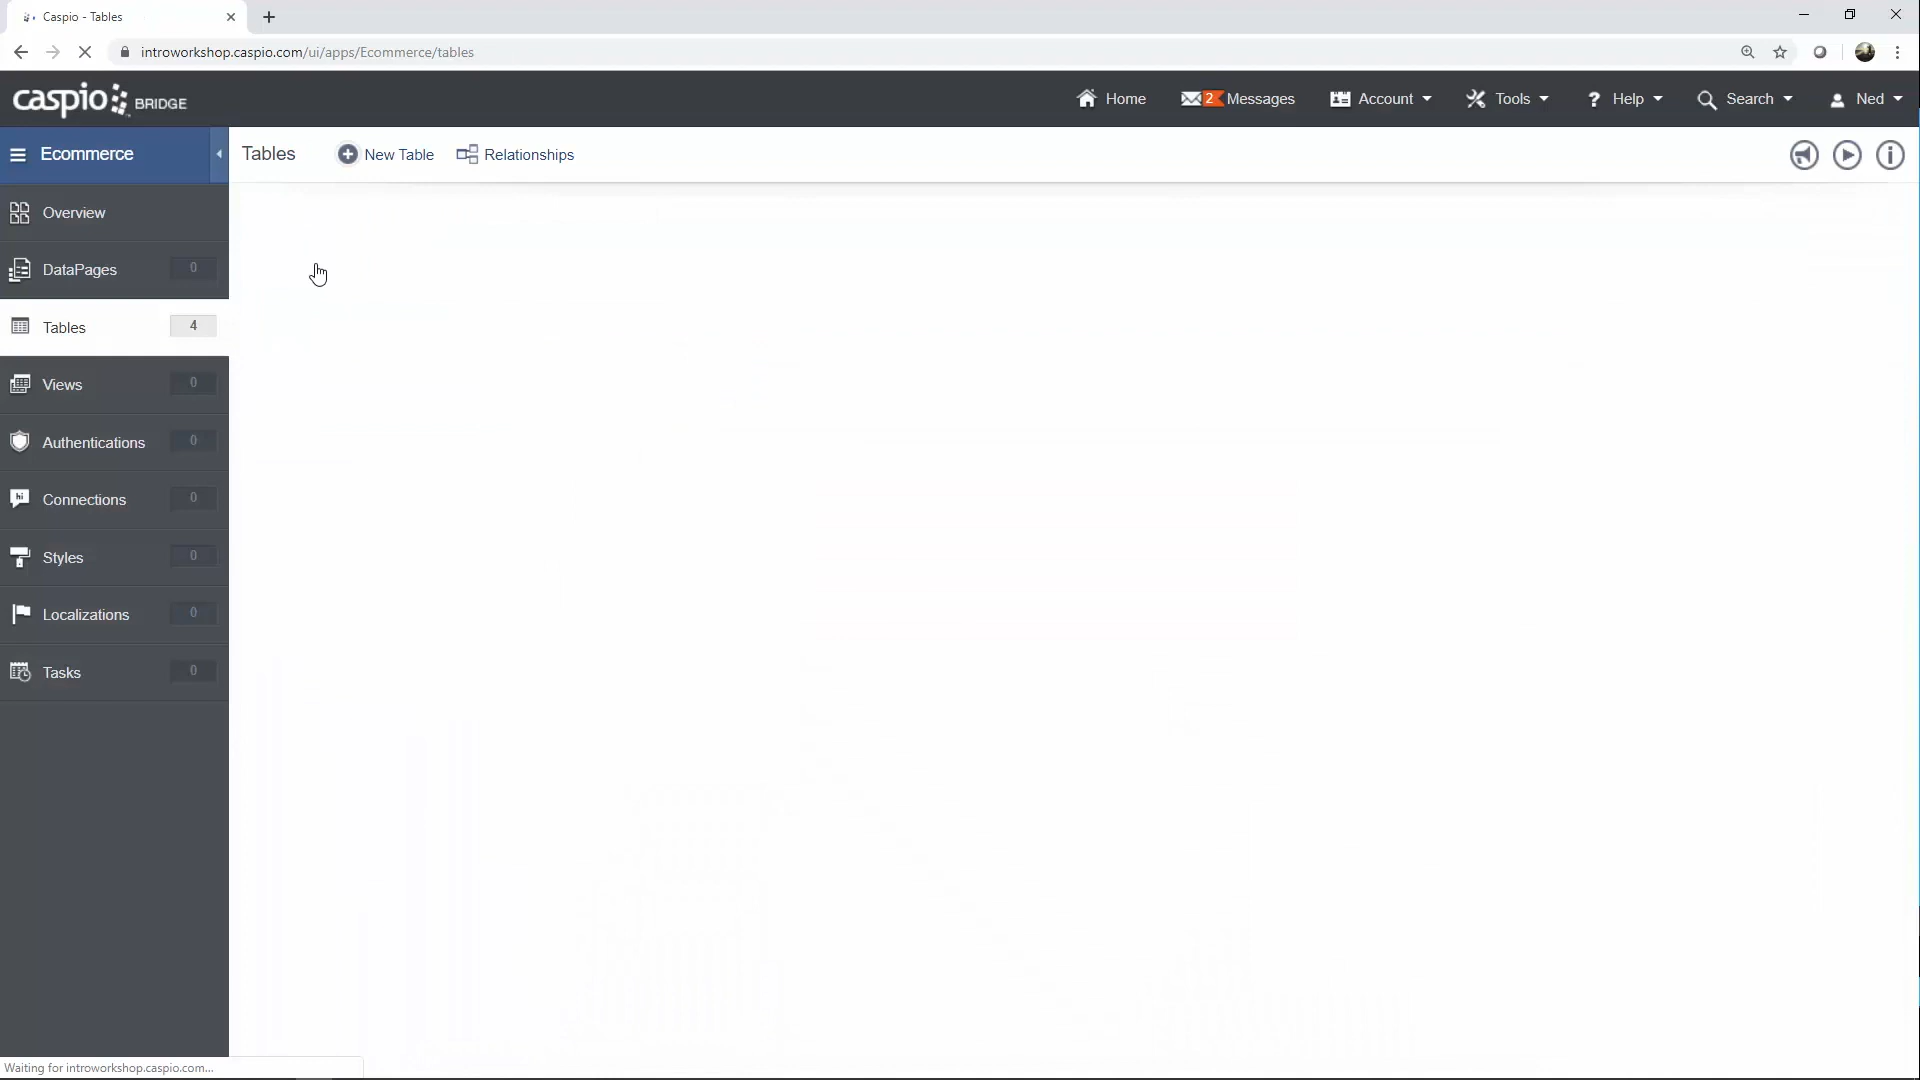 Caspio - Tables
introworkshop.caspio.com/ui/apps/Ecommerce/tables
caspio BRIDGE
Home
2 Messages
Account
Tools
? Help
Search
Ned
Ecommerce
Tables
New Table
Relationships
Overview
DataPages 0
Tables 4
Views 0
Authentications 0
hi Connections 0
Styles 0
Localizations 0
Tasks 0
Waiting for introworkshop.caspio.com...